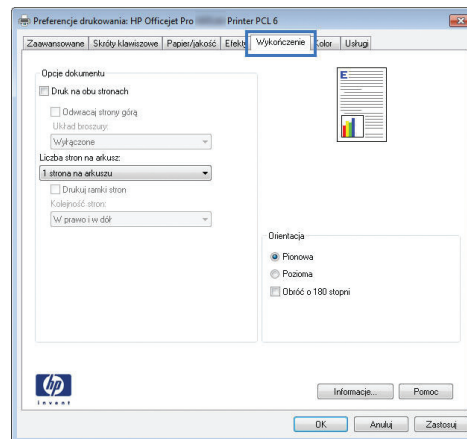 Preferencje drukowania: HP Officejet Pro Printer PCL 6
Zaawansowane Skróty klawiszowe Papier/jakość Efekty Wykończenie Kolor Usługi
Opcje dokumentu
Druk na obu stronach
Odwracaj strony górą
Układ broszury:
Wyłączone
Liczba stron na arkusz:
1 strona na arkuszu
Drukuj ramki stron
Kolejność stron:
W prawo i w dół
E
Orientacja
Pionowa
Pozioma
Obróć o 180 stopni
hp
invent
Informacje... Pomoc
OK Anuluj Zastosuj